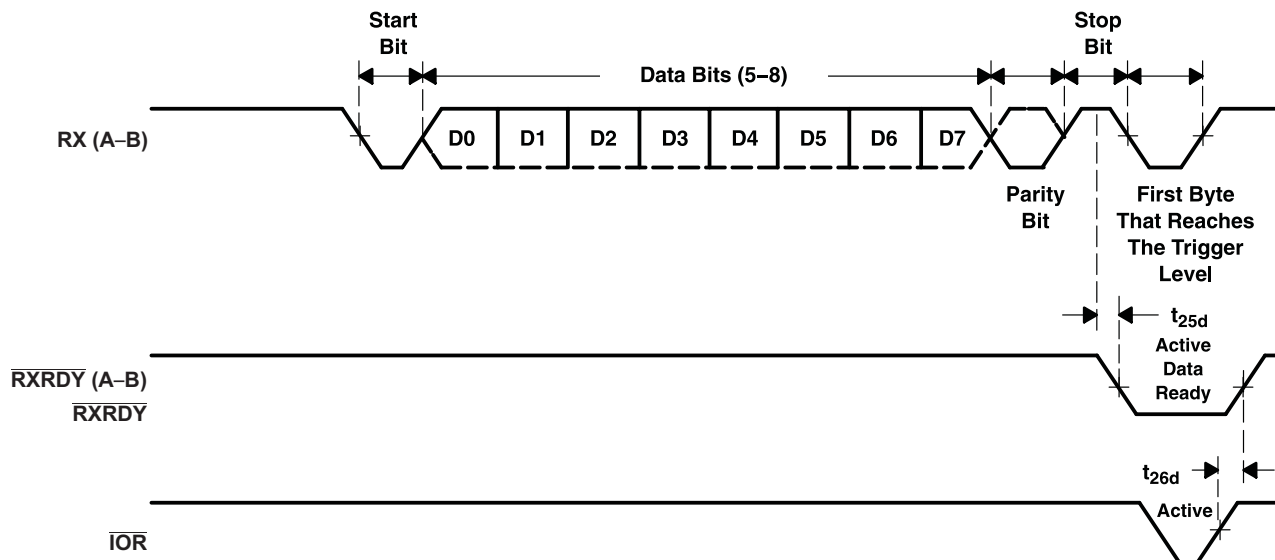 Start
Bit
Stop
Bit
Data Bits (5–8)
RX (A–B)
D0 D1 D2 D3 D4 D5 D6 D7
Parity
Bit
First Byte
That Reaches
The Trigger
Level
t25d
Active
Data
Ready
RXRDY (A–B)
RXRDY
t26d
Active
IOR